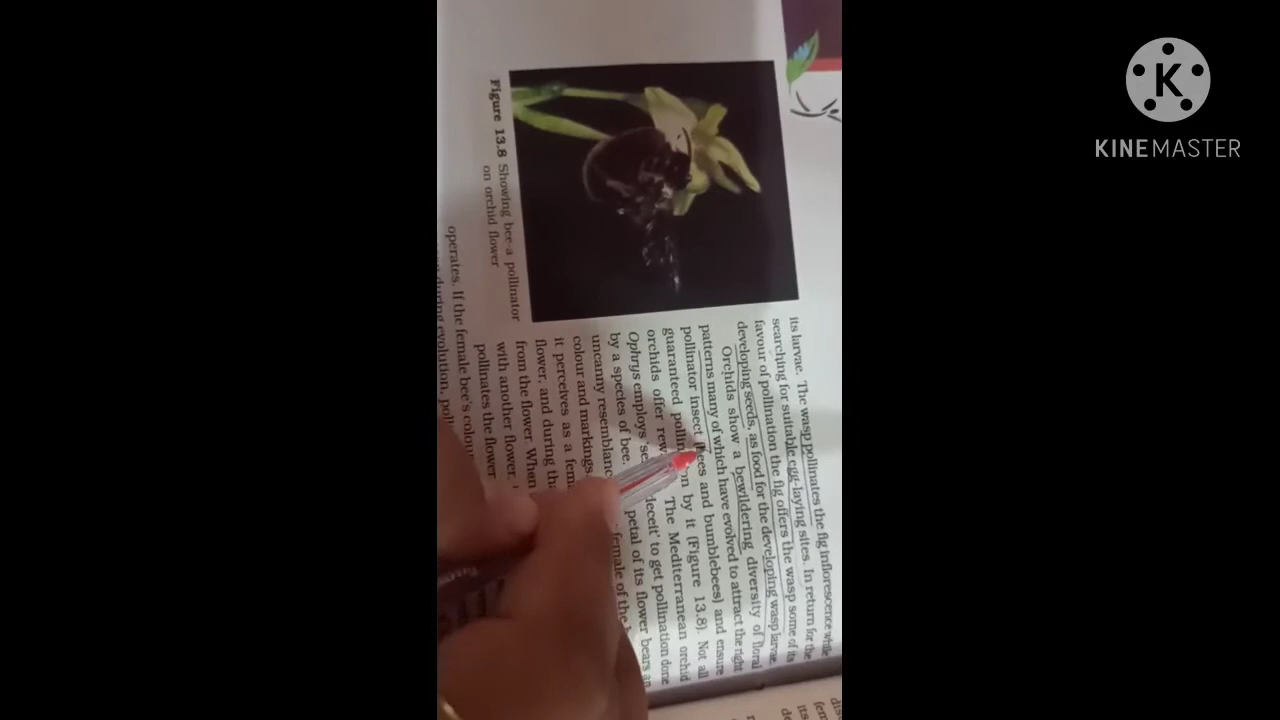 its larvae. The wasp pollinates the fig inflorescence while
searching for suitable egg-laying sites. In return for the
favour of pollination the fig offers the wasp some of its
developing seeds, as food for the developing wasp larvae.
Orchids show a bewildering diversity of floral
patterns many of which have evolved to attract the right
pollinator insect (bees and bumblebees) and ensure
guaranteed by it (Figure 13.8). Not all
orchids offer The Mediterranean orchid
Ophrys employs deceit' to get pollination done
by a species of bee. petal of its flower bears an
uncanny female of the
colour and markings
it perceives as a
flower, and during
from the flower. When
with another flower,
pollinates the flower
operates. If the female bee's
during evolution,
Figure 13.8 Showing bee-a pollinator
on orchid flower
K
KINEMASTER